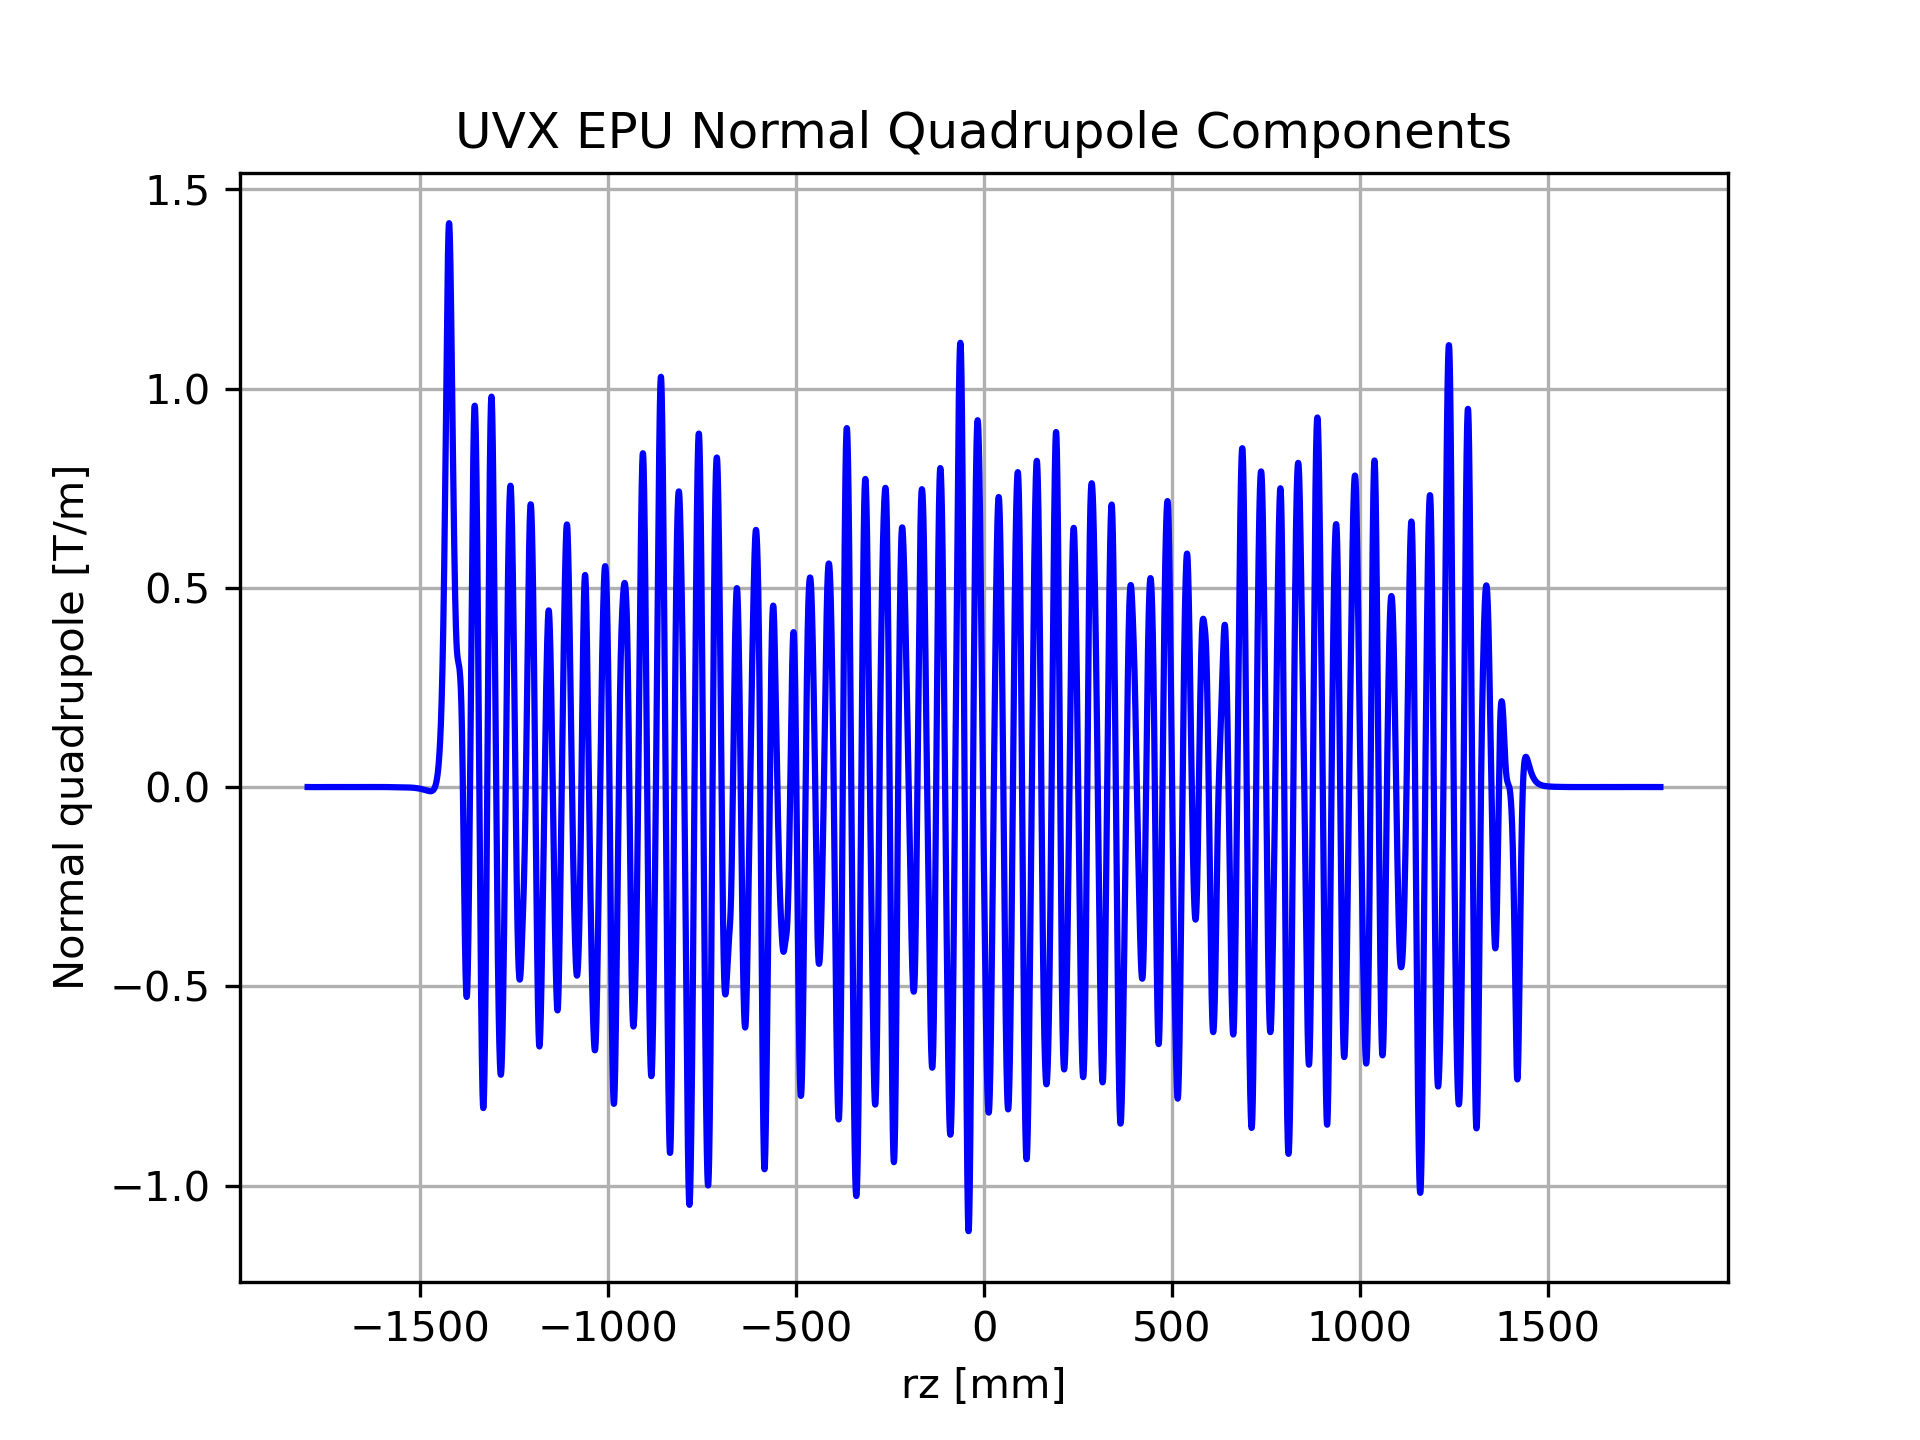 UVX EPU Normal Quadrupole Components
1.5
1.0
0.5
0.0
−0.5
−1.0
Normal quadrupole [T/m]
−1500 −1000 −500 0 500 1000 1500
rz [mm]